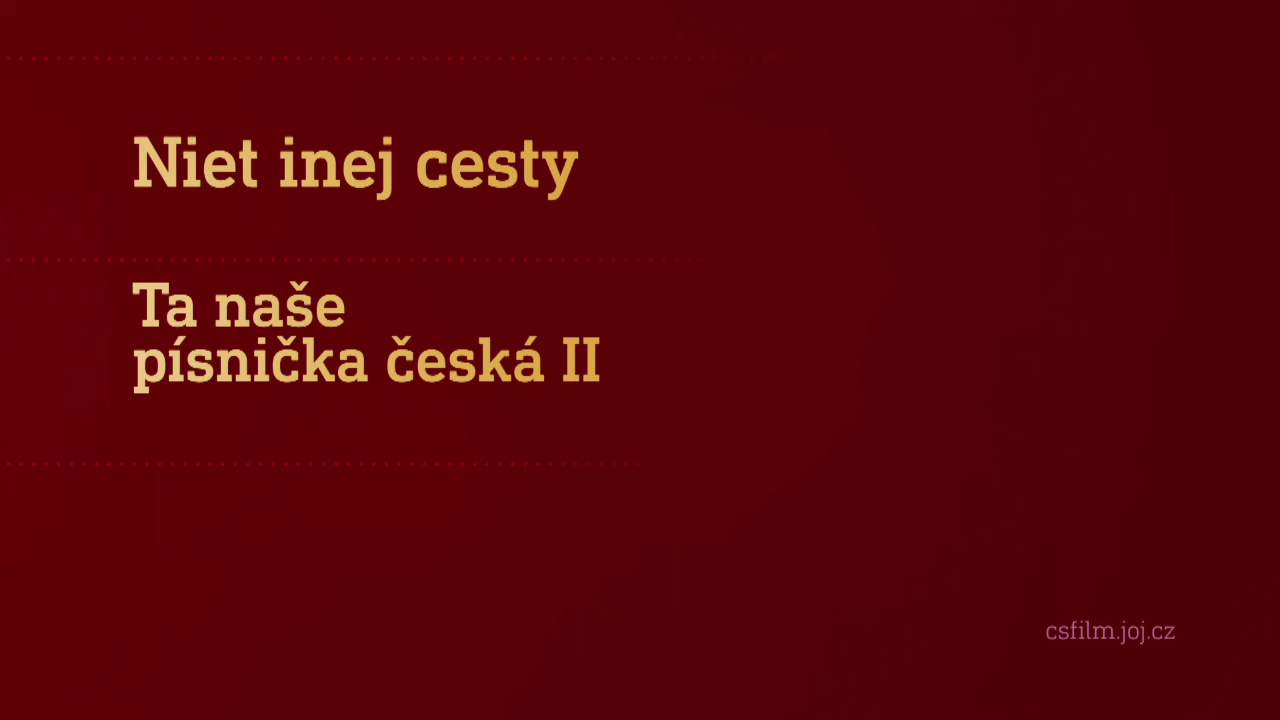 Niet inej cesty
Ta naše
písnička česká II
csfilm.joj.cz